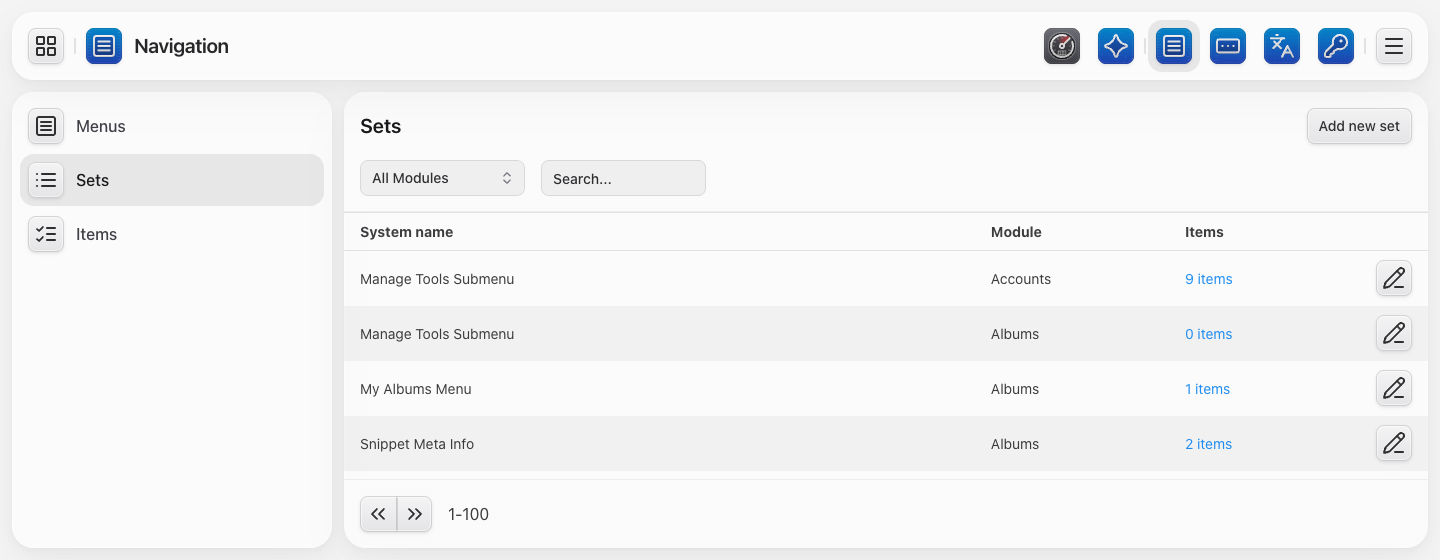 Navigation
Menus
Sets
Items
Sets
Add new set
All Modules
Search...
System name Module Items
Manage Tools Submenu Accounts 9 items
Manage Tools Submenu Albums 0 items
My Albums Menu Albums 1 items
Snippet Meta Info Albums 2 items
1-100